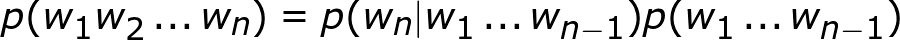 p(w₁w₂ … wₙ) = p(wₙ|w₁ … wₙ₋₁)p(w₁ … wₙ₋₁)